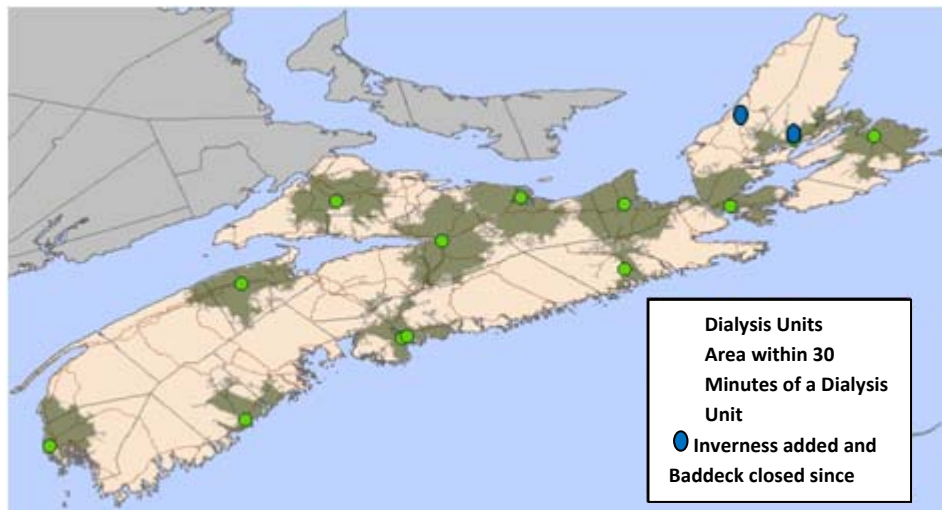 Dialysis Units
Area within 30
Minutes of a Dialysis
Unit
Inverness added and
Baddeck closed since